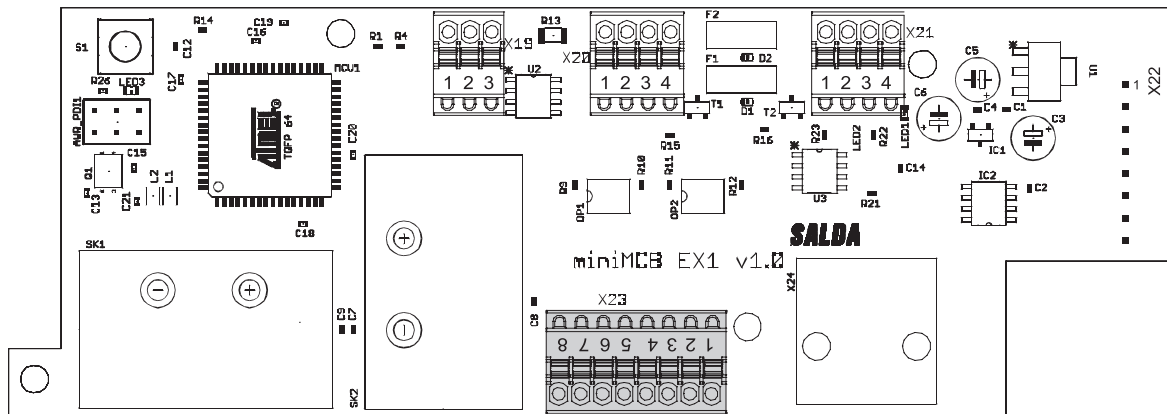 C19
R14
C16
S1
C12
R1 R4
X19
R13
X20
F2
D2
F1
D1
X21
C5
U1
X22
1
MCU1
U2
R26
LED3
C17
1 2 3
1 2 3 4
1 2 3 4
C6
C4 C1
C3
T1
T2
AVR_PDI1
ATMEL®
TQFP 64
C20
R15
R16
R23
LED2
R22
LED1
IC1
C15
Q1
L2
L1
C13
C21
R9
OP1
R10
R11
OP2
R12
U3
C14
R21
IC2
C2
C18
SALDA
SK1
miniMCB EX1 v1.0
X24
C9
C7
SK2
C8
X23
8 7 6 5 4 3 2 1